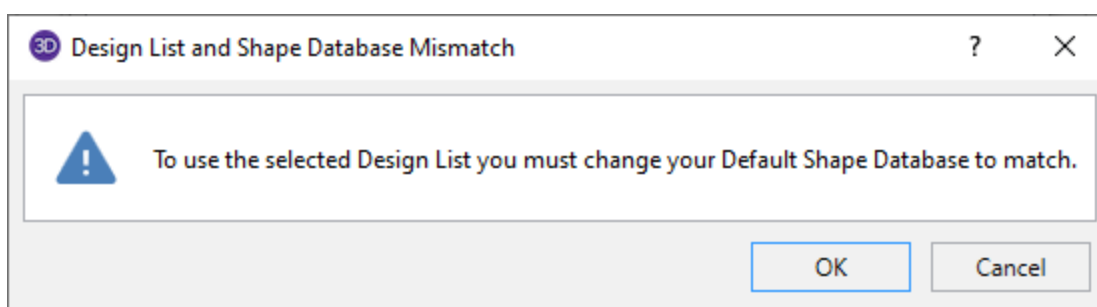 3D Design List and Shape Database Mismatch ?
To use the selected Design List you must change your Default Shape Database to match.
OK Cancel